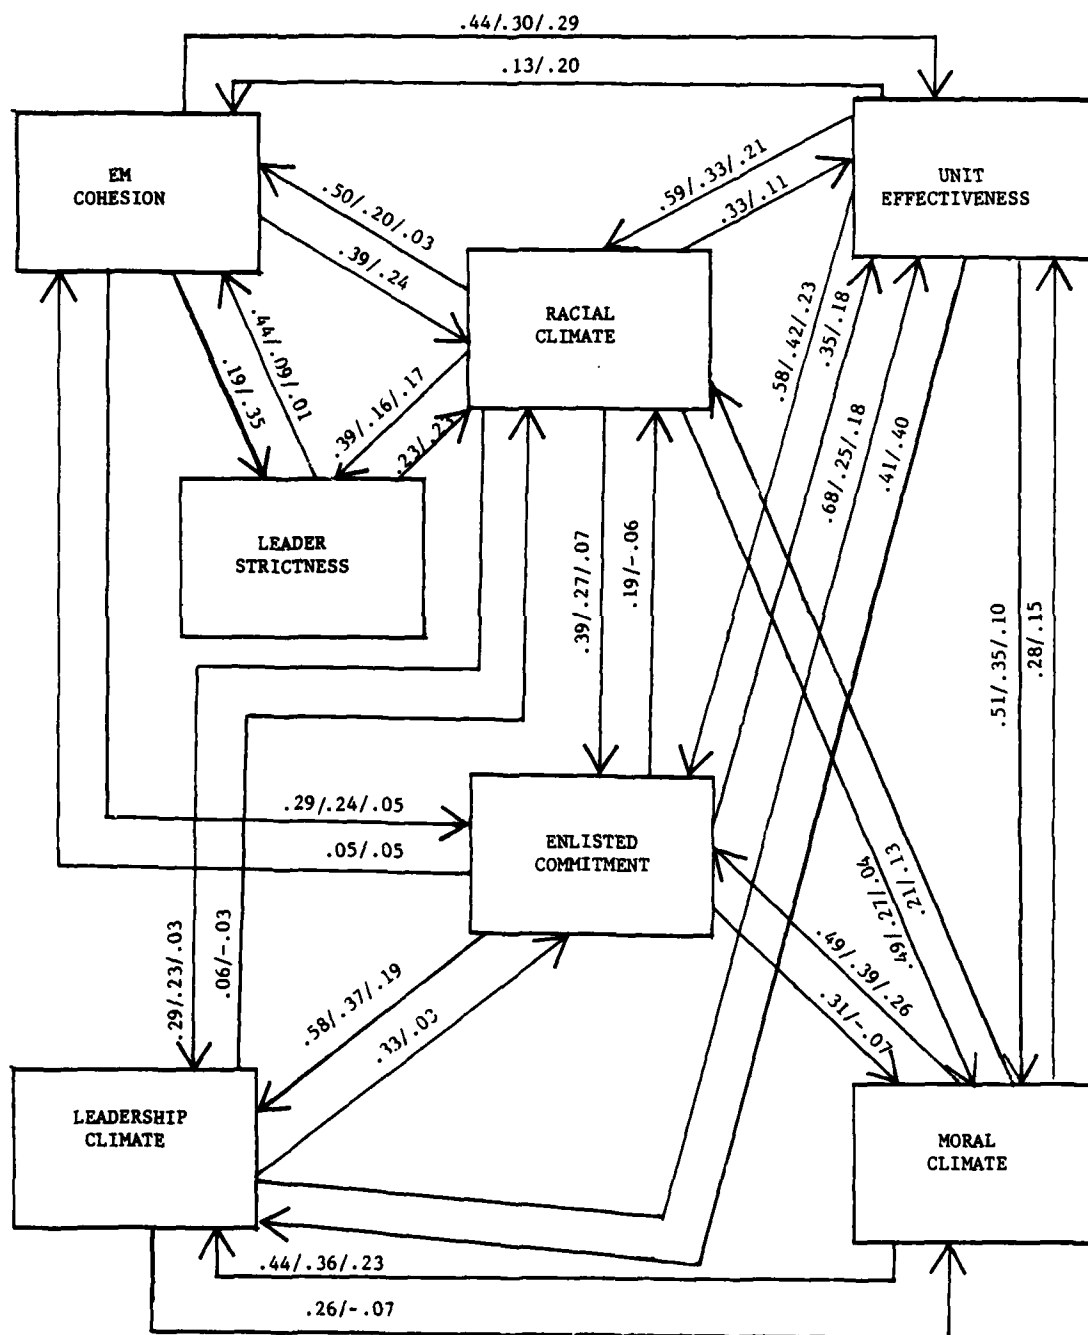 .44/.30/.29
.13/.20
EM
COHESION
UNIT
EFFECTIVENESS
.59/.33/.21
.33/.11
.50/.20/.03
.39/.24
RACIAL
CLIMATE
.44/.09/.01
.19/.35
.39/.16/.17
.23/.23
.58/.42/.23
.35/.18
.68/.25/.18
.41/.40
LEADER
STRICTNESS
.39/.27/.07
.19/-.06
.51/.35/.10
.28/.15
.29/.24/.05
.05/.05
ENLISTED
COMMITMENT
.49/.27/.04
.21/.13
.49/.39/.26
.31/-.07
.29/.23/.03
.06/-.03
.58/.37/.19
LEADERSHIP
CLIMATE
MORAL
CLIMATE
.44/.36/.23
.26/-.07